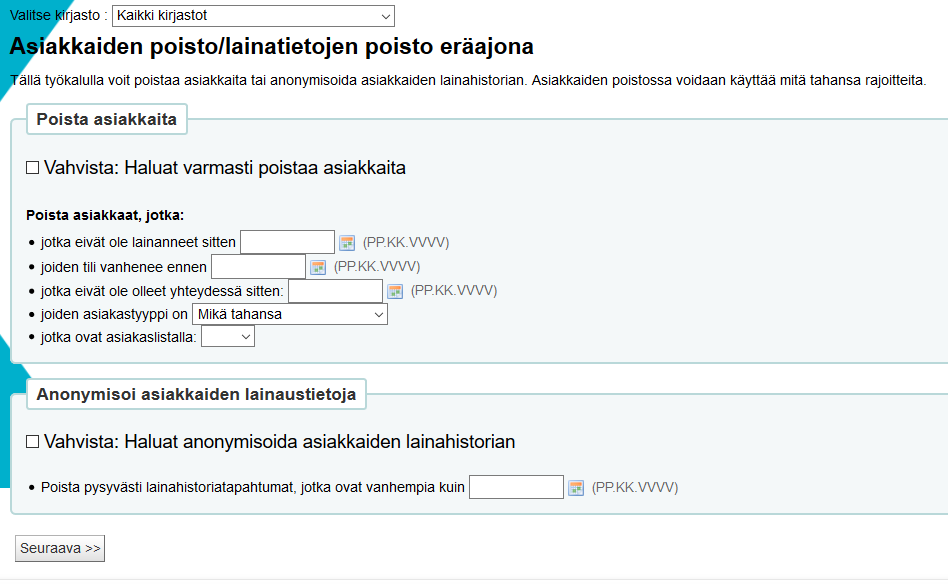 Valitse kirjasto : Kaikki kirjastot
Asiakkaiden poisto/lainatietojen poisto eräajona
Tällä työkalulla voit poistaa asiakkaita tai anonymisoida asiakkaiden lainahistorian. Asiakkaiden poistossa voidaan käyttää mitä tahansa rajoitteita.
Poista asiakkaita
Vahvista: Haluat varmasti poistaa asiakkaita
Poista asiakkaat, jotka:
• jotka eivät ole lainanneet sitten (PP.KK.VVVV)
• joiden tili vanhenee ennen (PP.KK.VVVV)
• jotka eivät ole olleet yhteydessä sitten: (PP.KK.VVVV)
• joiden asiakastyyppi on Mikä tahansa
• jotka ovat asiakaslistalla:
Anonymisoi asiakkaiden lainaustietoja
Vahvista: Haluat anonymisoida asiakkaiden lainahistorian
• Poista pysyvästi lainahistoriatapahtumat, jotka ovat vanhempia kuin (PP.KK.VVVV)
Seuraava >>